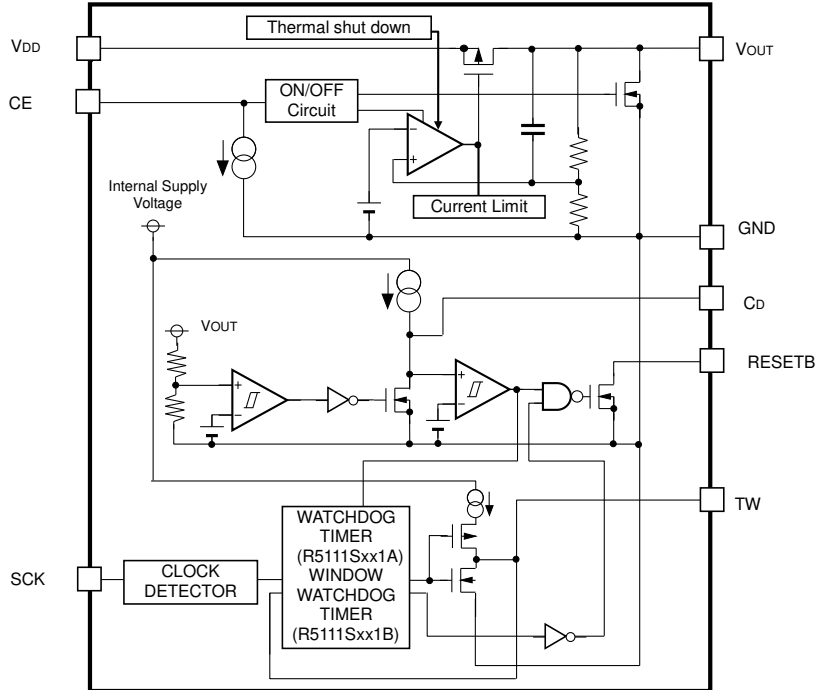 Thermal shut down
VDD
VOUT
CE
ON/OFF
Circuit
−
+
Current Limit
Internal Supply
Voltage
GND
CD
VOUT
RESETB
+
−
+
−
TW
WATCHDOG
TIMER
(R5111Sxx1A)
WINDOW
WATCHDOG
TIMER
(R5111Sxx1B)
SCK
CLOCK
DETECTOR